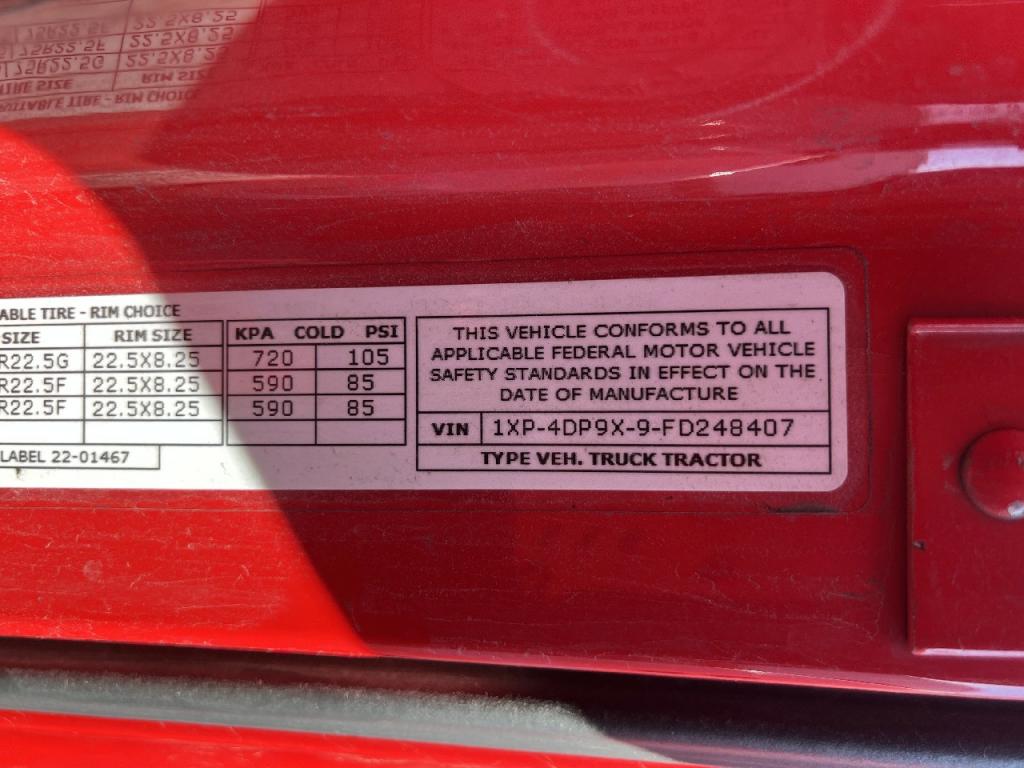 ABLE TIRE - RIM CHOICE
SIZE RIM SIZE KPA COLD PSI
R22.5G 22.5X8.25 720 105
R22.5F 22.5X8.25 590 85
R22.5F 22.5X8.25 590 85
LABEL 22-01467
THIS VEHICLE CONFORMS TO ALL
APPLICABLE FEDERAL MOTOR VEHICLE
SAFETY STANDARDS IN EFFECT ON THE
DATE OF MANUFACTURE
VIN 1XP-4DP9X-9-FD248407
TYPE VEH. TRUCK TRACTOR